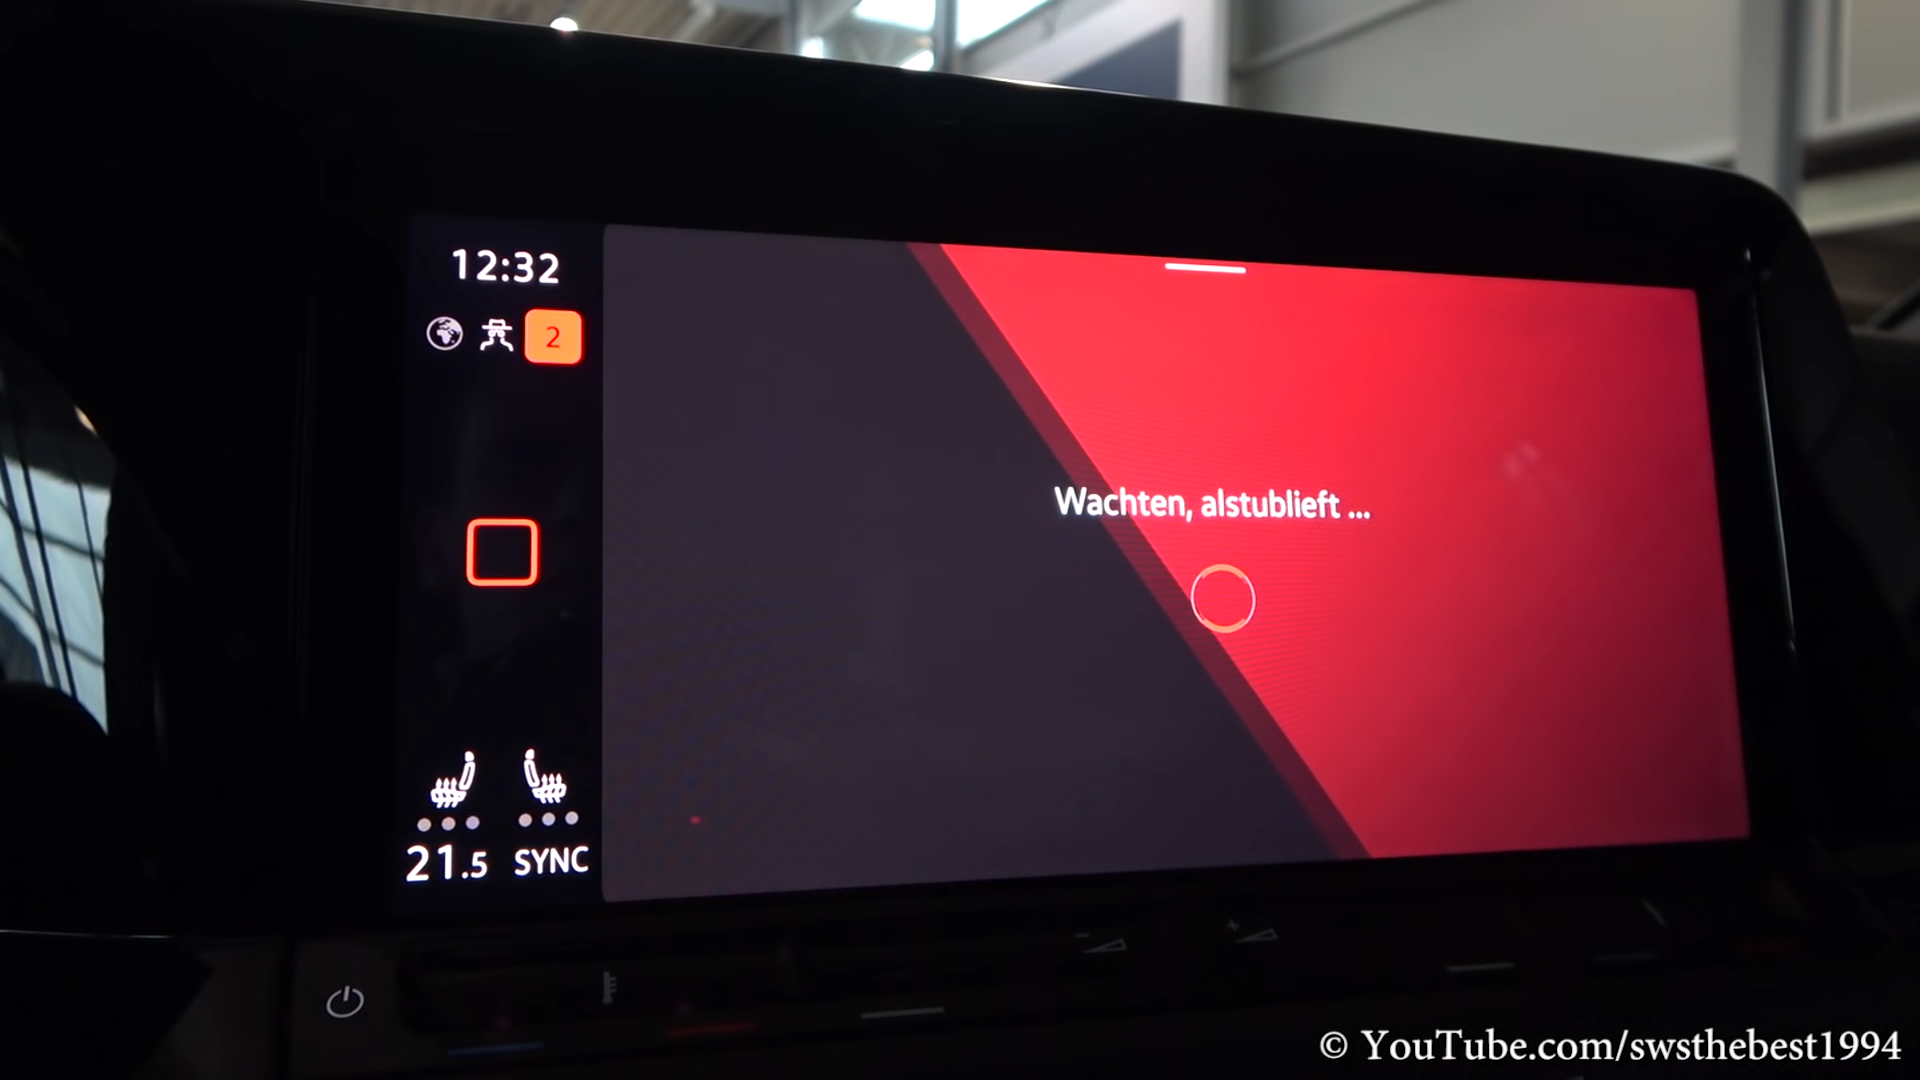 12:32
2
Wachten, alstublieft ...
21.5 SYNC
© YouTube.com/swsthebest1994